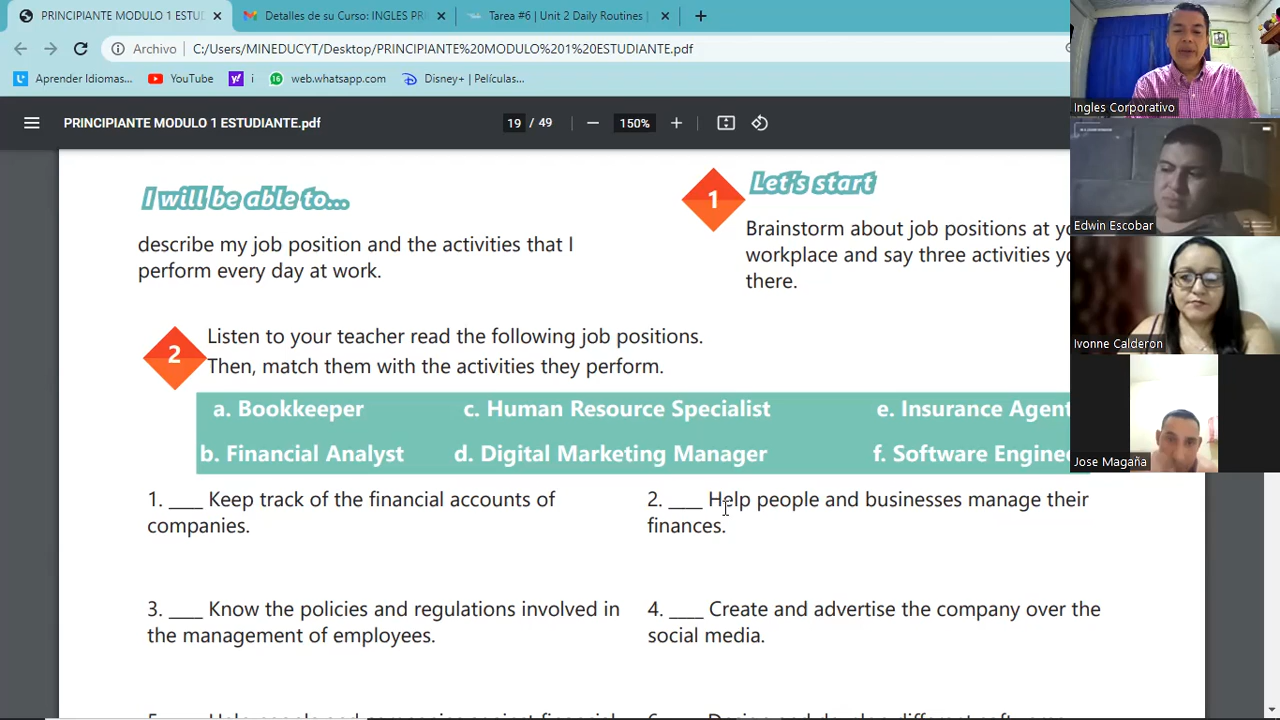 PRINCIPIANTE MODULO 1 ESTUD
Detalles de su Curso: INGLES PR
Tarea #6 | Unit 2 Daily Routines |
Archivo
C:/Users/MINEDUCYT/Desktop/PRINCIPIANTE%20MODULO%201%20ESTUDIANTE.pdf
Aprender Idiomas...
YouTube
i
web.whatsapp.com
Disney+ | Películas...
PRINCIPIANTE MODULO 1 ESTUDIANTE.pdf
19 / 49
150%
I will be able to...
describe my job position and the activities that I
perform every day at work.
1
Let's start
Brainstorm about job positions at yo
workplace and say three activities yo
there.
2
Listen to your teacher read the following job positions.
Then, match them with the activities they perform.
a. Bookkeeper
c. Human Resource Specialist
e. Insurance Agent
b. Financial Analyst
d. Digital Marketing Manager
f. Software Enginee
1. ____ Keep track of the financial accounts of
companies.
2. ____ Help people and businesses manage their
finances.
3. ____ Know the policies and regulations involved in
the management of employees.
4. ____ Create and advertise the company over the
social media.
Ingles Corporativo
Edwin Escobar
Ivonne Calderon
Jose Magaña